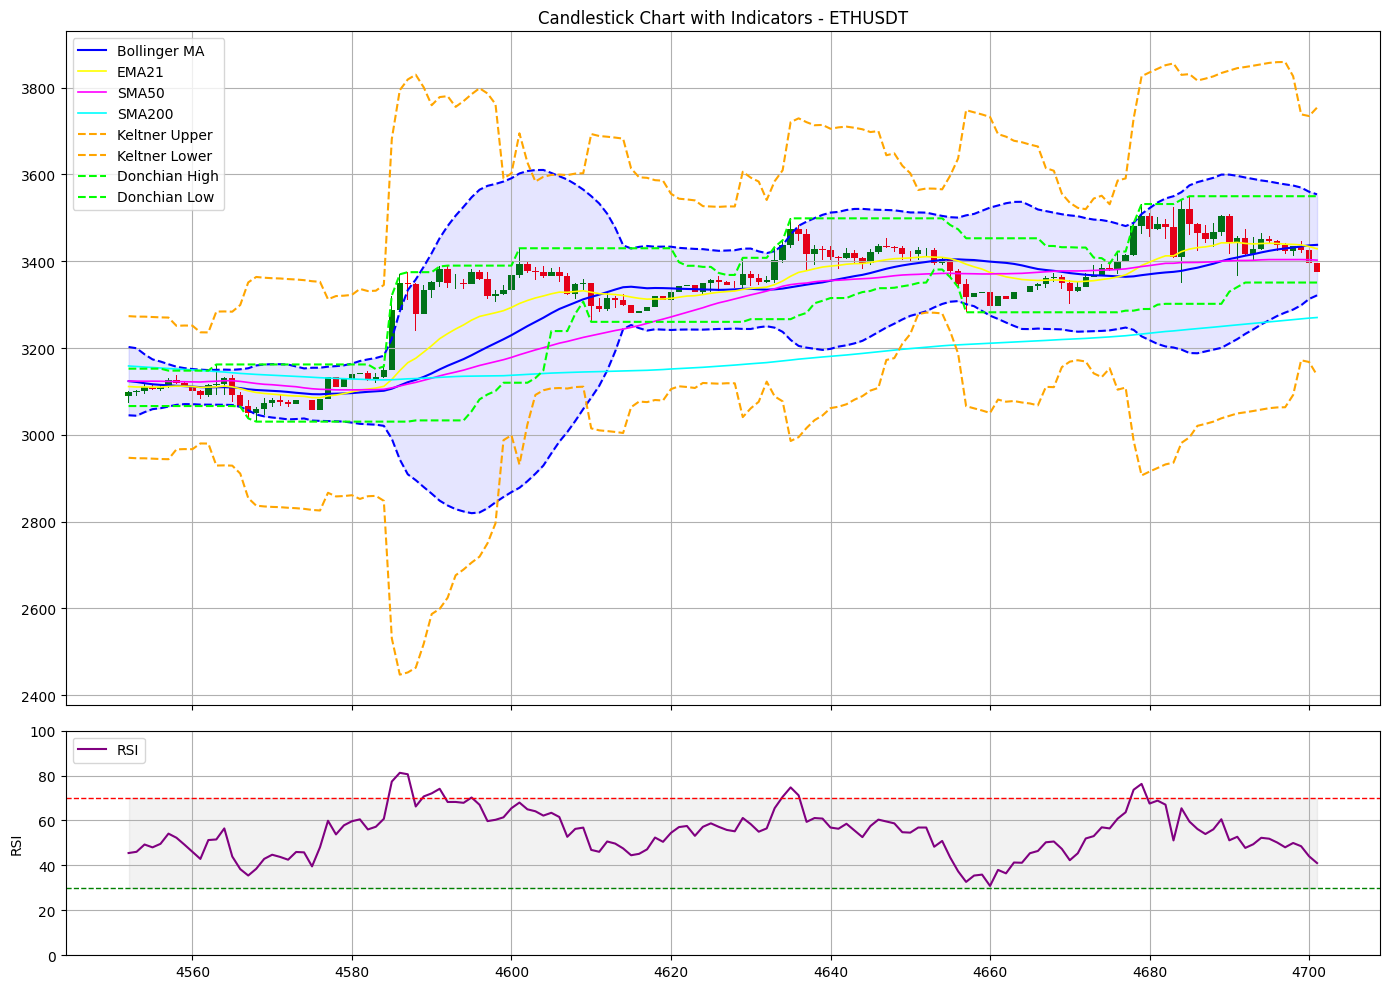 Candlestick Chart with Indicators - ETHUSDT
Bollinger MA
EMA21
SMA50
SMA200
Keltner Upper
Keltner Lower
Donchian High
Donchian Low
3800
3600
3400
3200
3000
2800
2600
2400
RSI
RSI
100
80
60
40
20
0
4560
4580
4600
4620
4640
4660
4680
4700